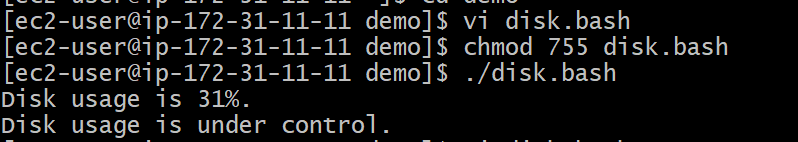 [ec2-user@ip-172-31-11-11 demo]$ vi disk.bash
[ec2-user@ip-172-31-11-11 demo]$ chmod 755 disk.bash
[ec2-user@ip-172-31-11-11 demo]$ ./disk.bash
Disk usage is 31%.
Disk usage is under control.